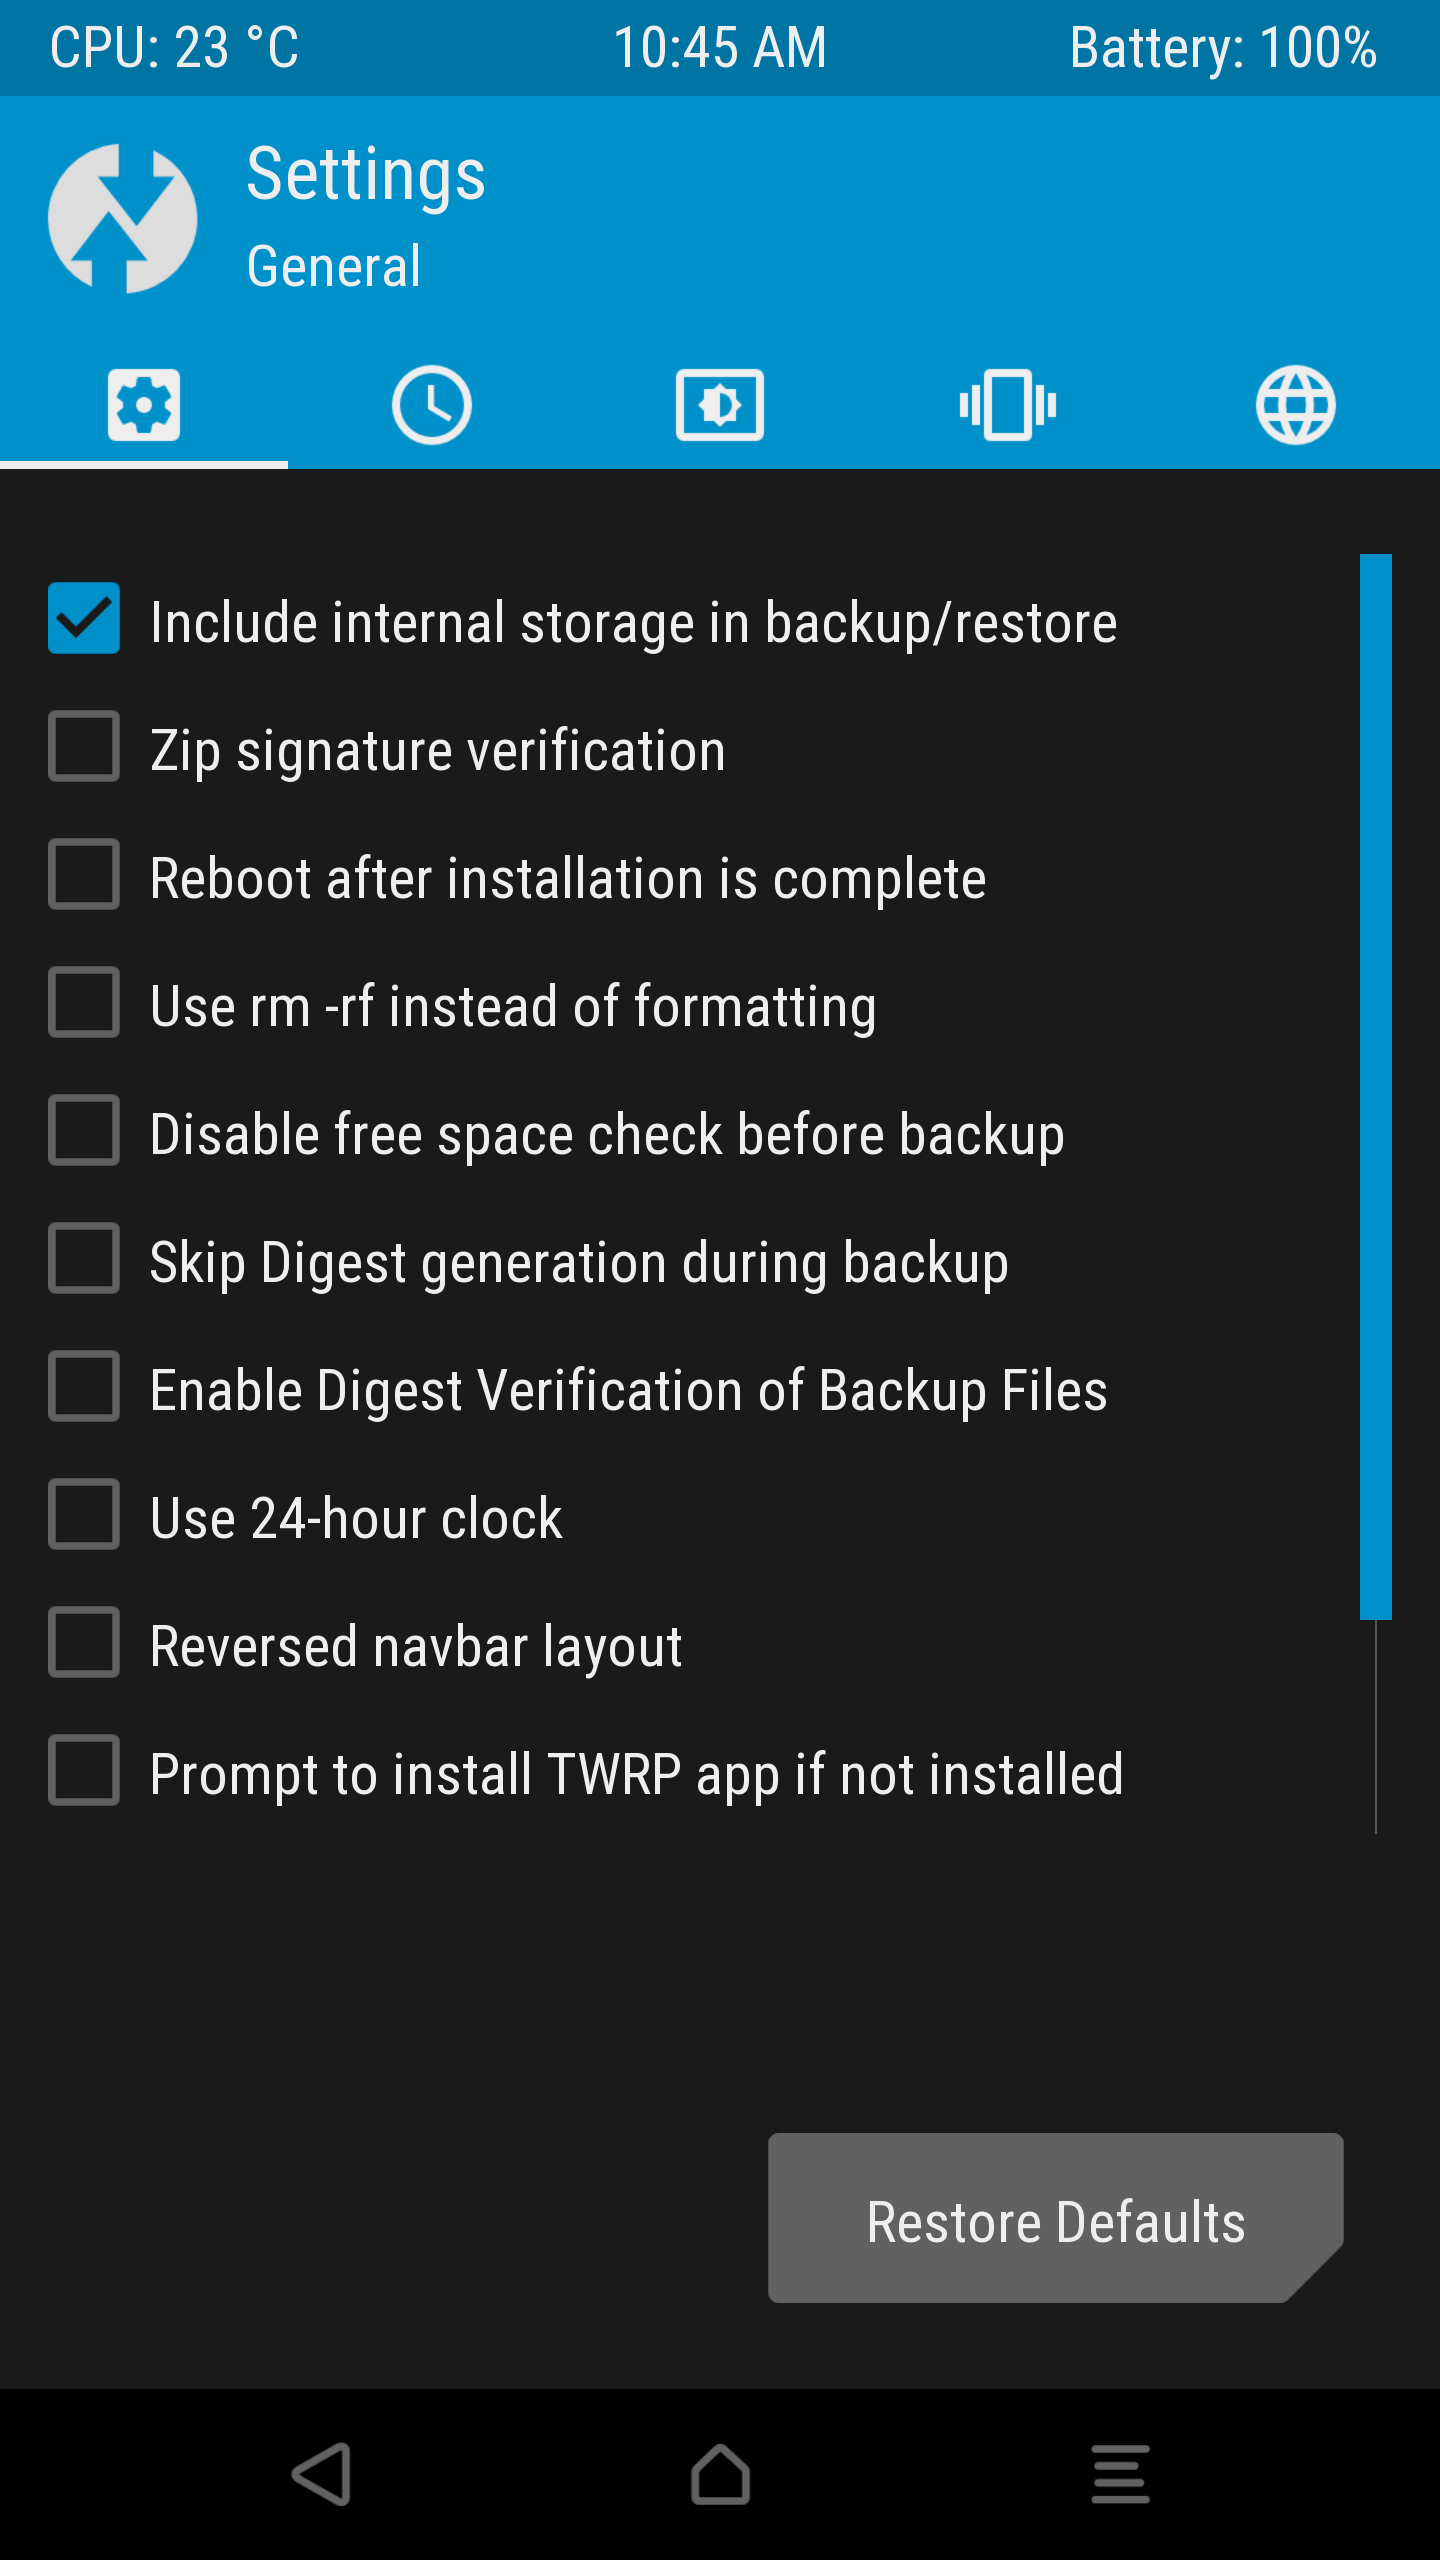 CPU: 23 °C 10:45 AM Battery: 100%
Settings
General
Include internal storage in backup/restore
Zip signature verification
Reboot after installation is complete
Use rm -rf instead of formatting
Disable free space check before backup
Skip Digest generation during backup
Enable Digest Verification of Backup Files
Use 24-hour clock
Reversed navbar layout
Prompt to install TWRP app if not installed
Restore Defaults